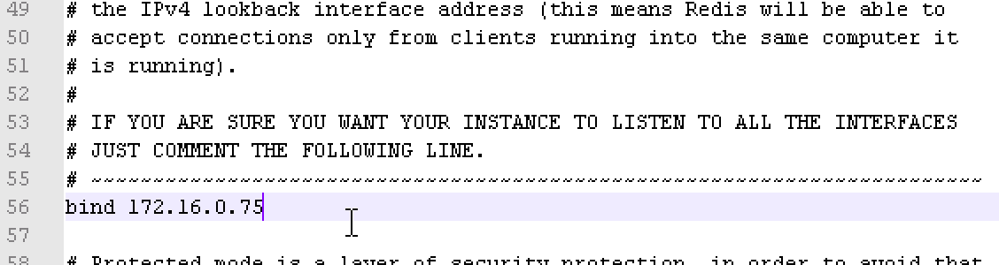 49 # the IPv4 lookback interface address (this means Redis will be able to
50 # accept connections only from clients running into the same computer it
51 # is running).
52 #
53 # IF YOU ARE SURE YOU WANT YOUR INSTANCE TO LISTEN TO ALL THE INTERFACES
54 # JUST COMMENT THE FOLLOWING LINE.
55 # ~~~~~~~~~~~~~~~~~~~~~~~~~~~~~~~~~~~~~~~~~~~~~~~~~~~~~~~~~~~~~~~~~~~~~~~~
56 bind 172.16.0.75
57
58 # Protected mode is a layer of security protection, in order to avoid that